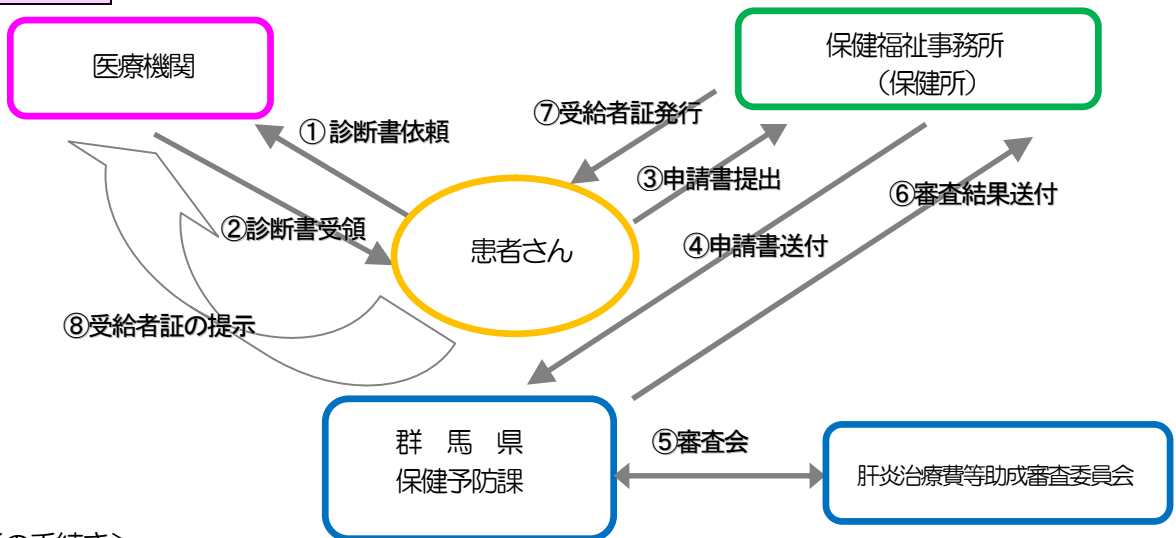 医療機関
保健福祉事務所
（保健所）
⑦受給者証発行
①診断書依頼
③申請書提出
⑥審査結果送付
②診断書受領
患者さん
④申請書送付
⑧受給者証の提示
群 馬 県
保健予防課
⑤審査会
肝炎治療費等助成審査委員会
の手続き＞